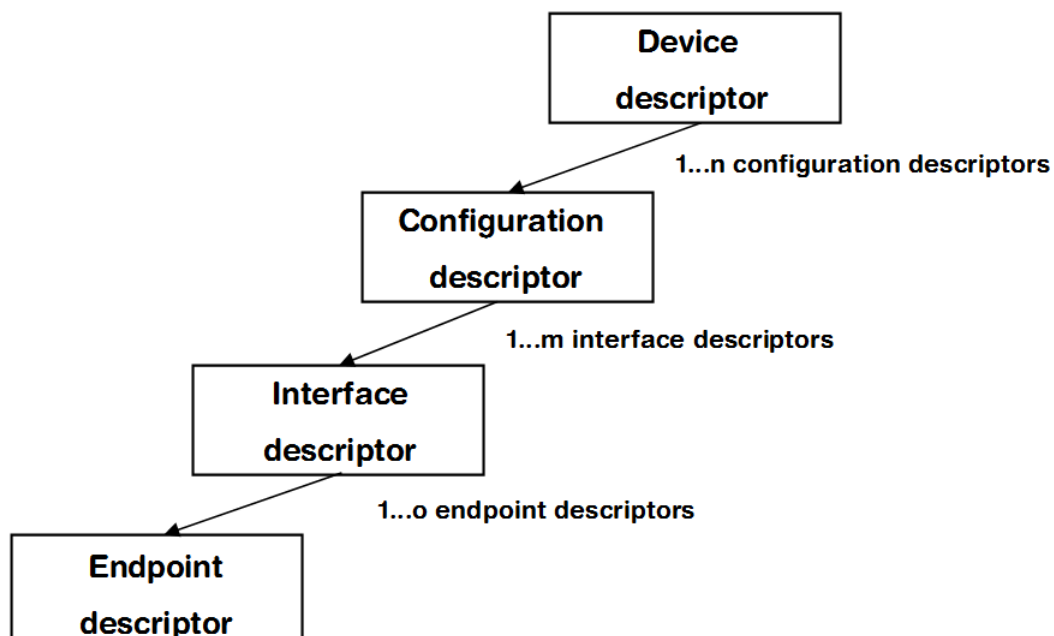 Device
descriptor
1...n configuration descriptors
Configuration
descriptor
1...m interface descriptors
Interface
descriptor
1...o endpoint descriptors
Endpoint
descriptor